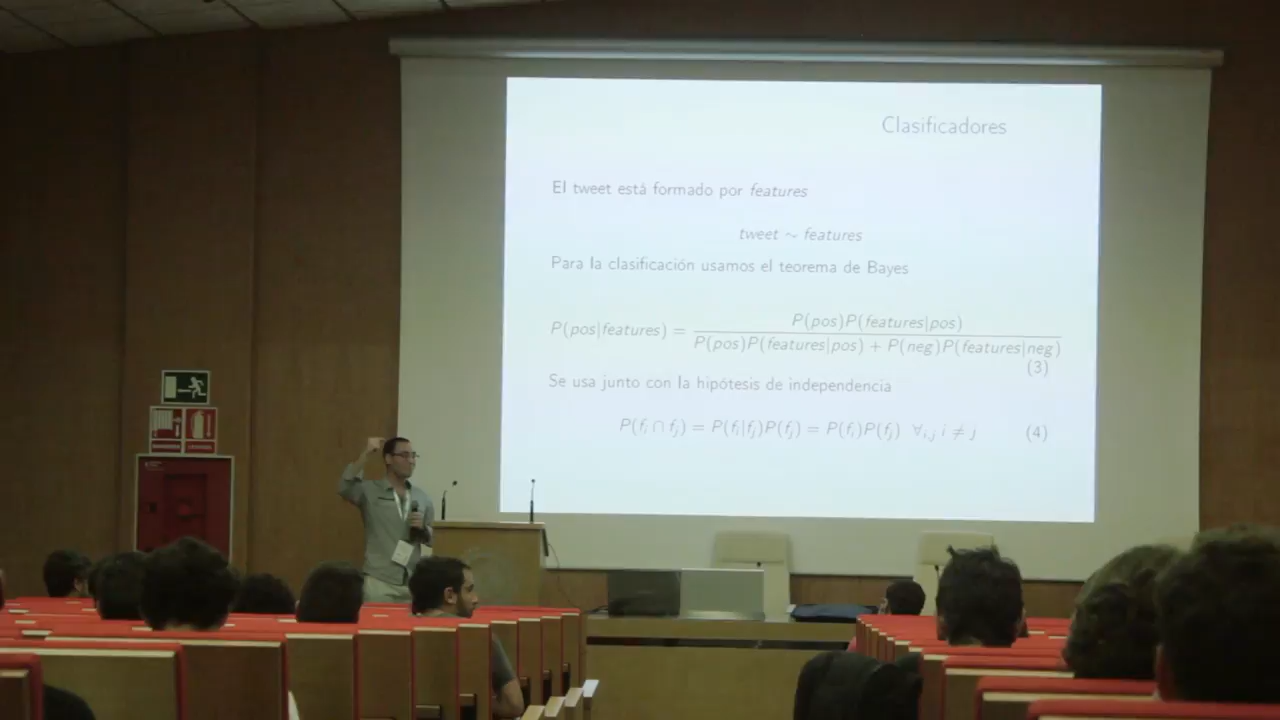 Clasificadores
El tweet está formado por features
tweet ∼ features
Para la clasificación usamos el teorema de Bayes
P(pos|features) = P(pos)P(features|pos) / P(pos)P(features|pos) + P(neg)P(features|neg)
(3)
Se usa junto con la hipótesis de independencia
P(fᵢ ∩ fⱼ) = P(fᵢ|fⱼ)P(fⱼ) = P(fᵢ)P(fⱼ) ∀ᵢ,ⱼ i ≠ j (4)